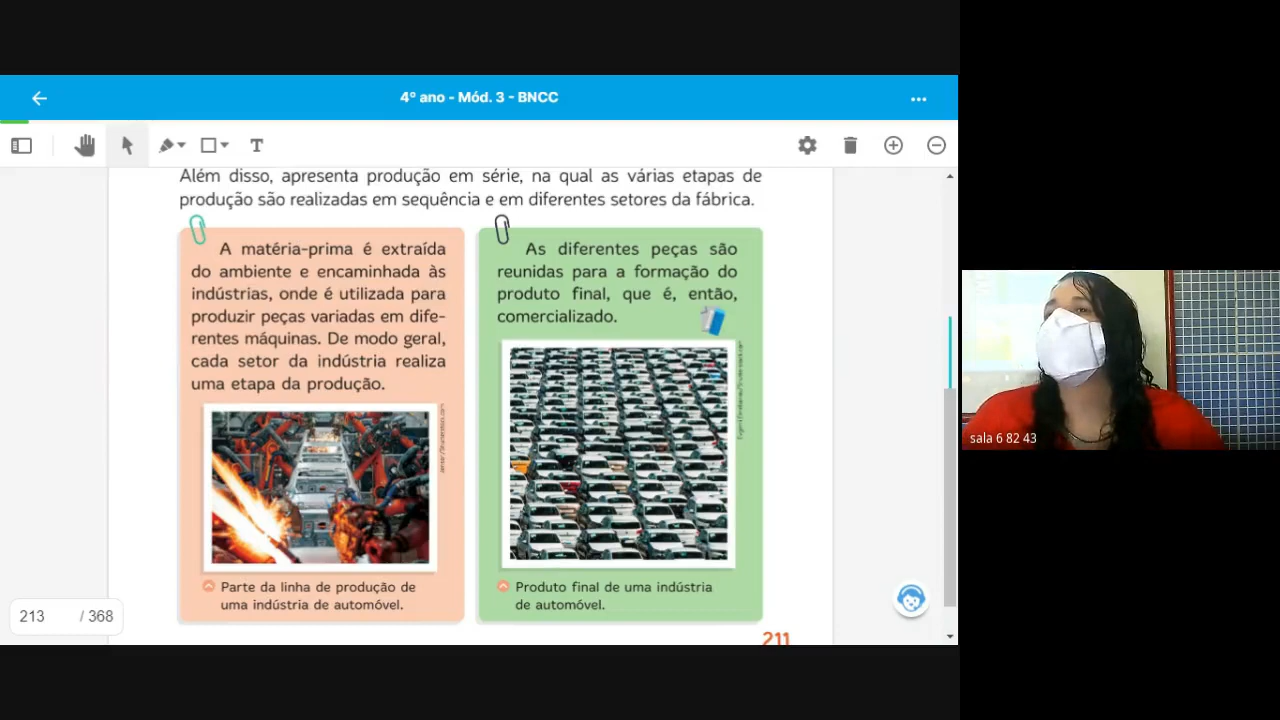 4º ano - Mód. 3 - BNCC
T
Além disso, apresenta produção em série, na qual as várias etapas de
produção são realizadas em sequência e em diferentes setores da fábrica.
A matéria-prima é extraída
do ambiente e encaminhada às
indústrias, onde é utilizada para
produzir peças variadas em dife-
rentes máquinas. De modo geral,
cada setor da indústria realiza
uma etapa da produção.
Parte da linha de produção de
uma indústria de automóvel.
As diferentes peças são
reunidas para a formação do
produto final, que é, então,
comercializado.
Produto final de uma indústria
de automóvel.
211
213 / 368
sala 6 82 43